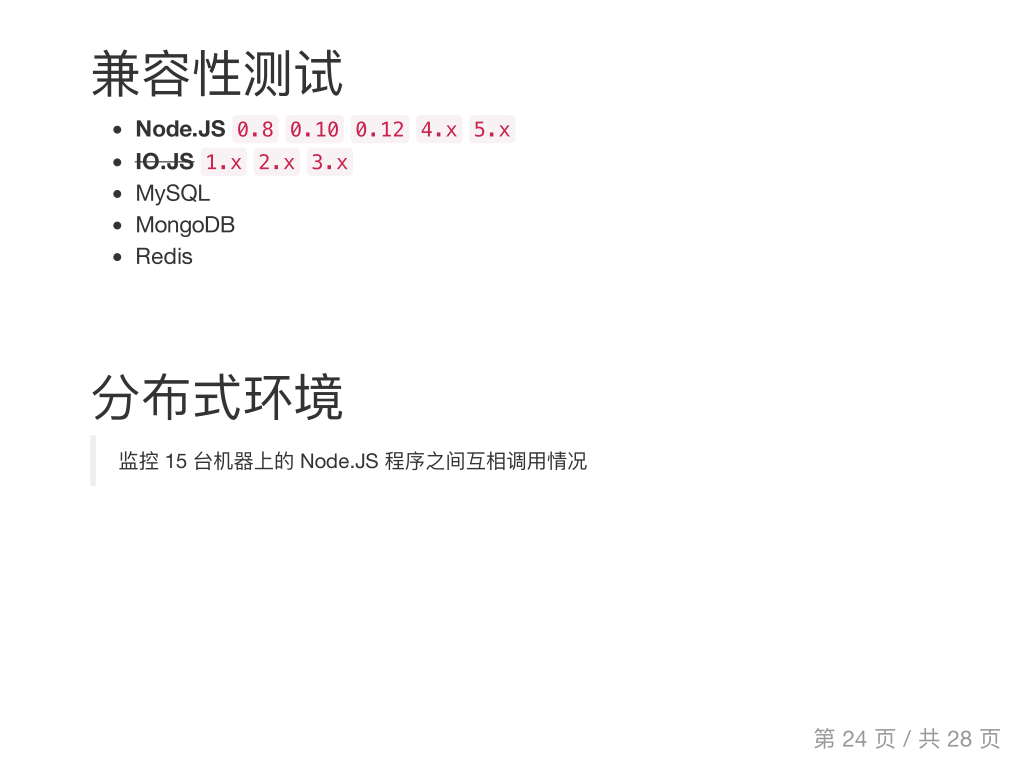 兼容性测试
Node.JS 0.8 0.10 0.12 4.x 5.x
IO.JS 1.x 2.x 3.x
MySQL
MongoDB
Redis
分布式环境
监控 15 台机器上的 Node.JS 程序之间互相调用情况
第 24 页 / 共 28 页